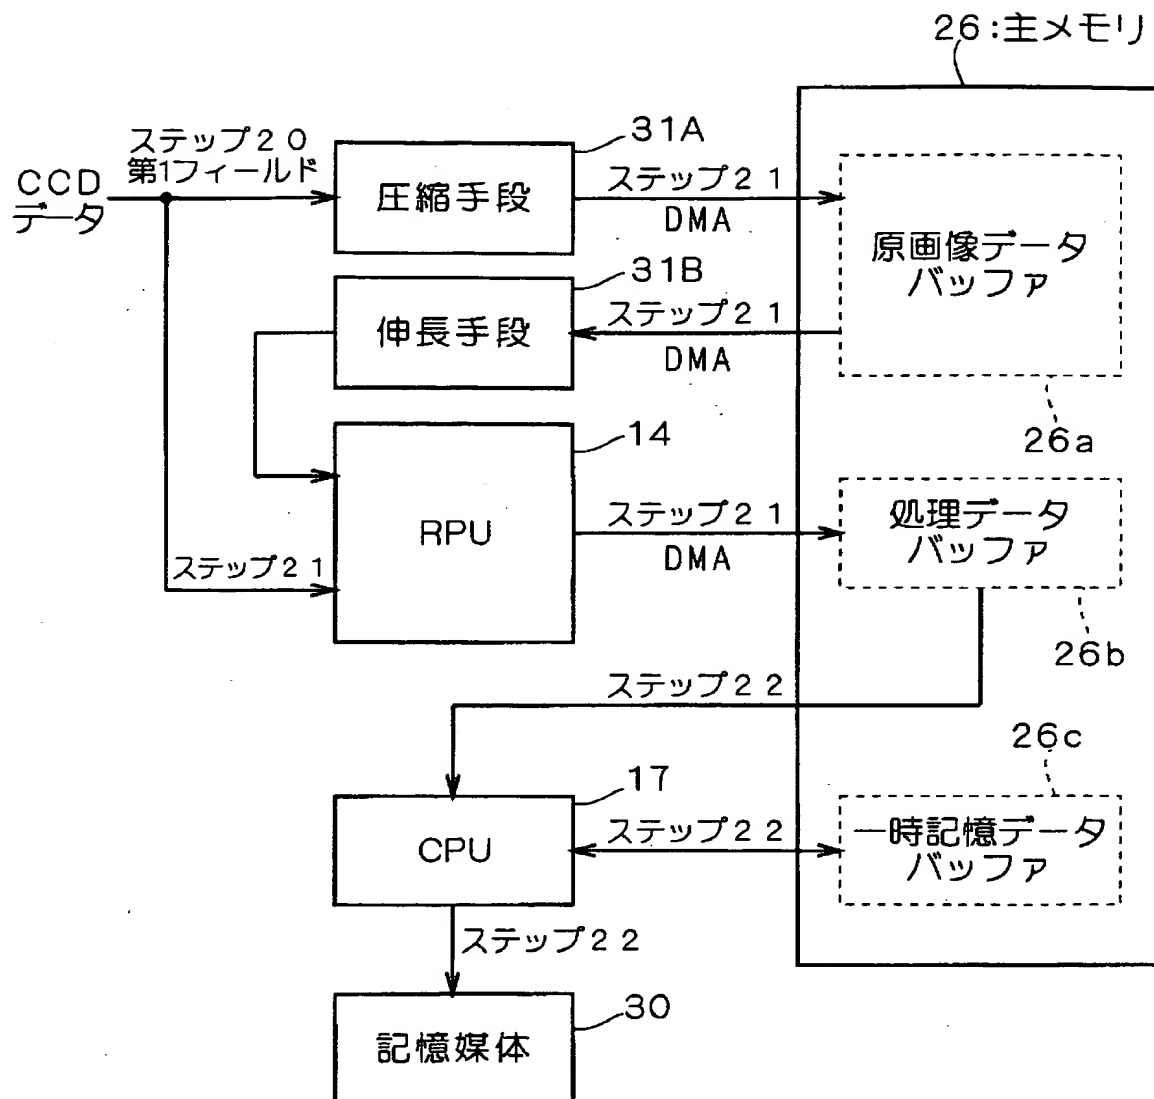 26:主メモリ
ステップ20
第1フィールド
CCD
データ
31A
圧縮手段
ステップ21
DMA
原画像データ
バッファ
31B
伸長手段
ステップ21
DMA
26a
14
RPU
ステップ21
ステップ21
DMA
処理データ
バッファ
26b
ステップ22
26c
17
CPU
ステップ22
一時記憶データ
バッファ
ステップ22
30
記憶媒体